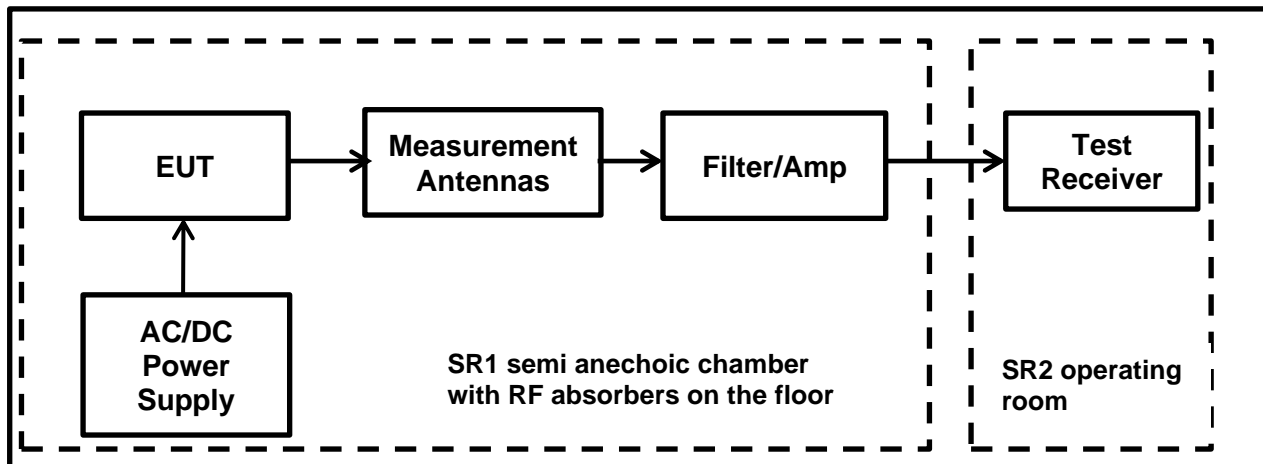 EUT
Measurement
Antennas
Filter/Amp
Test
Receiver
AC/DC
Power
Supply
SR1 semi anechoic chamber
with RF absorbers on the floor
SR2 operating
room